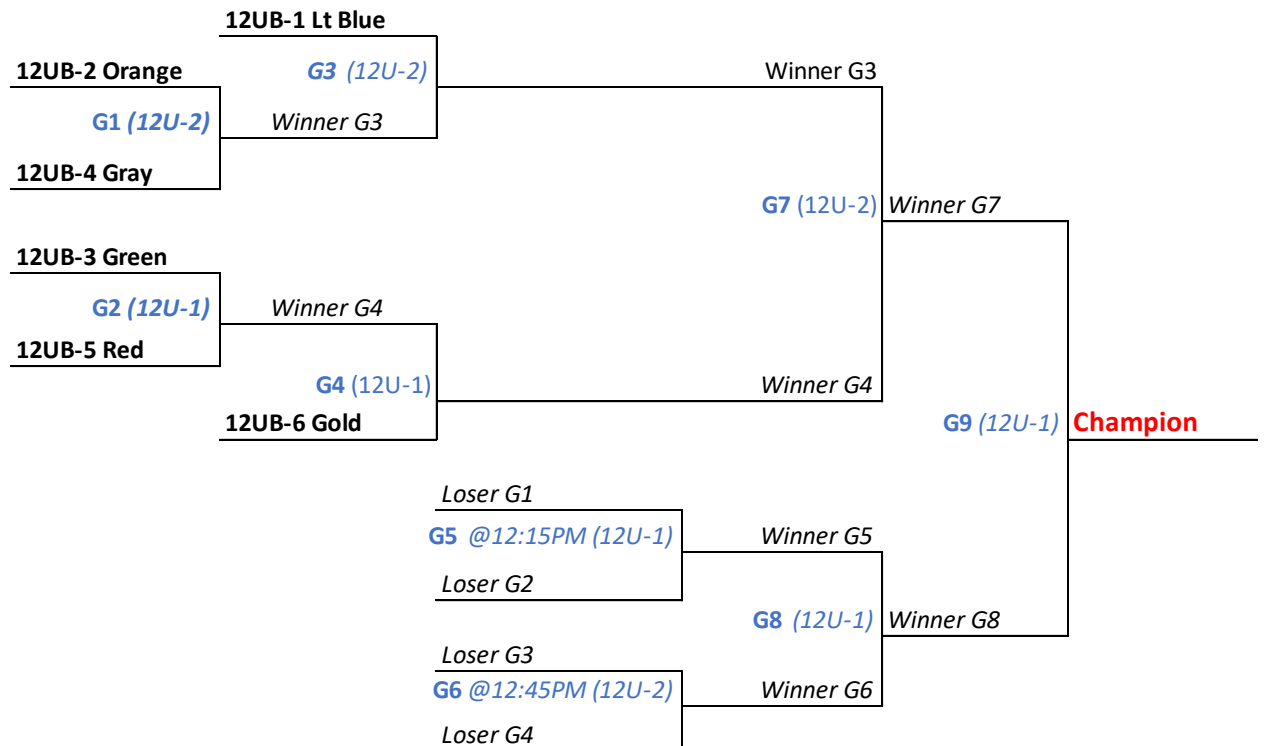 12UB-1 Lt Blue
12UB-2 Orange
G3 (12U-2)
Winner G3
G1 (12U-2)
Winner G3
12UB-4 Gray
G7 (12U-2)
Winner G7
12UB-3 Green
G2 (12U-1)
Winner G4
12UB-5 Red
G4 (12U-1)
Winner G4
12UB-6 Gold
G9 (12U-1)
Champion
Loser G1
G5 @12:15PM (12U-1)
Winner G5
Loser G2
G8 (12U-1)
Winner G8
Loser G3
G6 @12:45PM (12U-2)
Winner G6
Loser G4